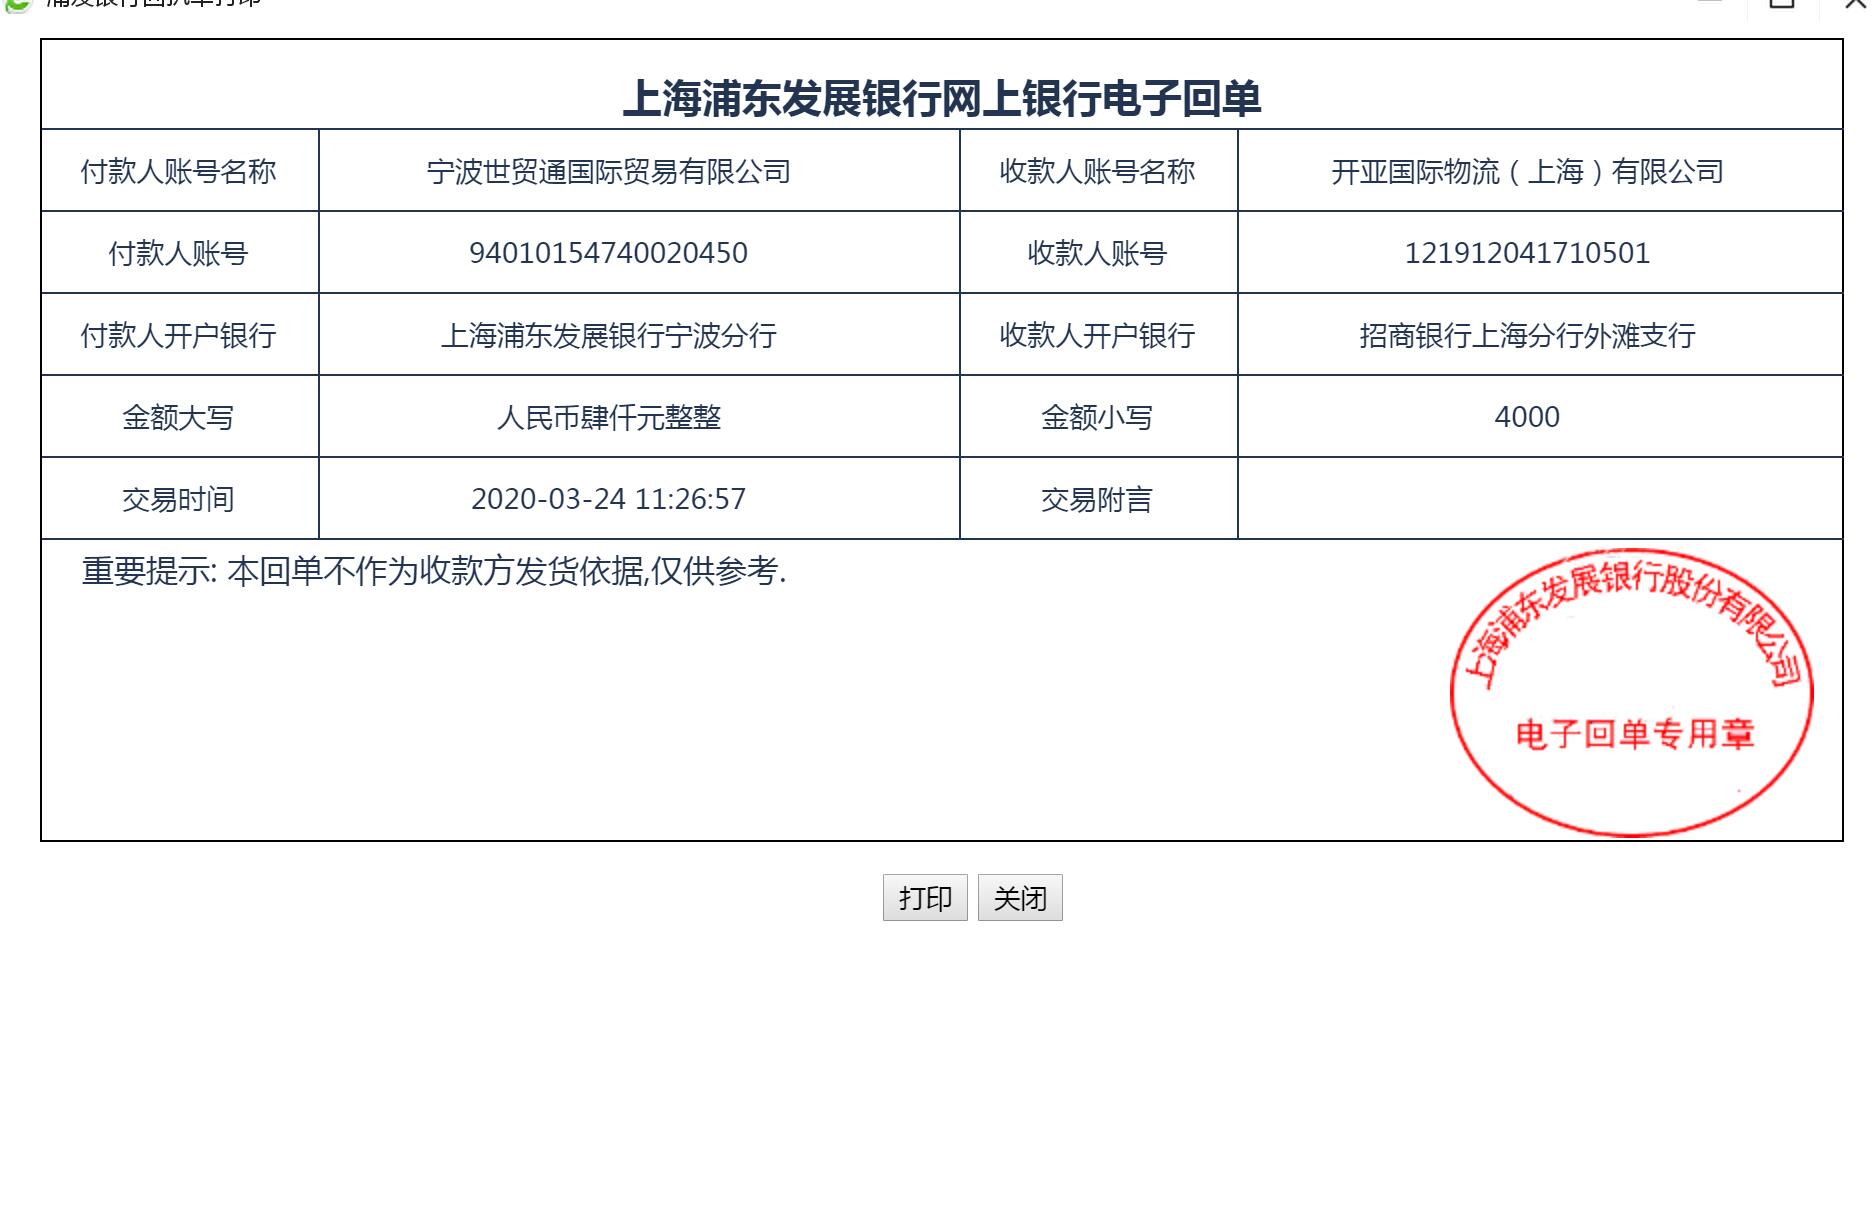 浦发银行回执单打印
上海浦东发展银行网上银行电子回单
付款人账号名称 宁波世贸通国际贸易有限公司 收款人账号名称 开亚国际物流（上海）有限公司
付款人账号 94010154740020450 收款人账号 121912041710501
付款人开户银行 上海浦东发展银行宁波分行 收款人开户银行 招商银行上海分行外滩支行
金额大写 人民币肆仟元整整 金额小写 4000
交易时间 2020-03-24 11:26:57 交易附言
重要提示: 本回单不作为收款方发货依据,仅供参考.
上海浦东发展银行股份有限公司
电子回单专用章
打印 关闭